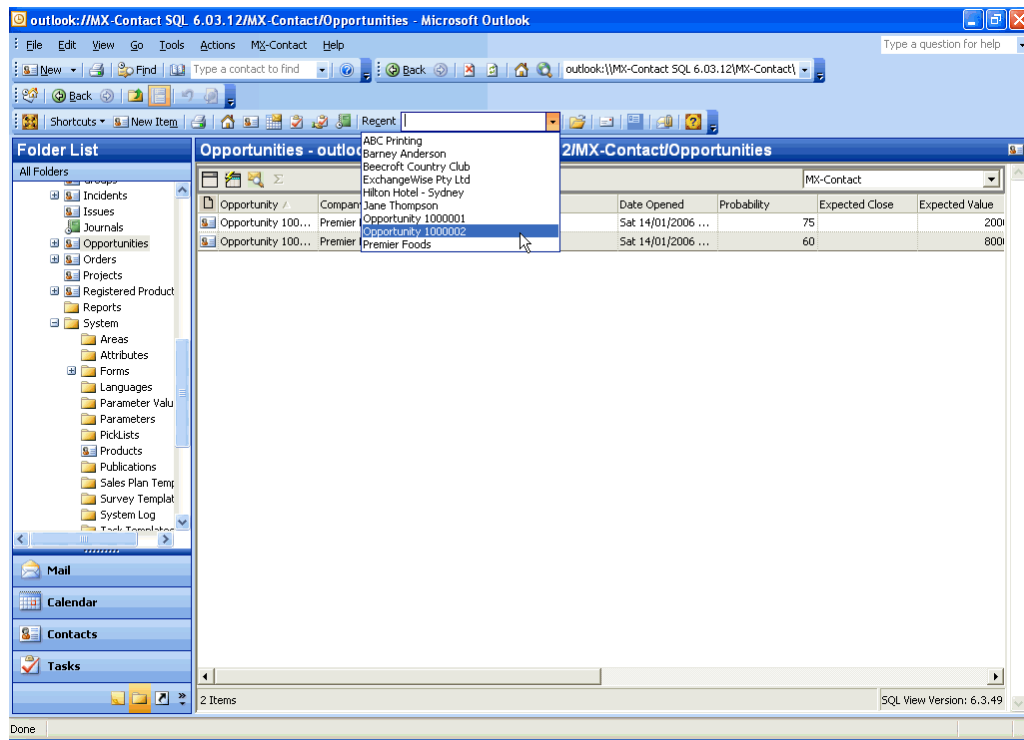 outlook://MX-Contact SQL 6.03.12/MX-Contact/Opportunities - Microsoft Outlook
File Edit View Go Tools Actions MX-Contact Help Type a question for help
New Find Type a contact to find Back outlook:\\MX-Contact SQL 6.03.12\MX-Contact\
Back
Shortcuts New Item Recent
Folder List
All Folders
Groups
Incidents
Issues
Journals
Opportunities
Orders
Projects
Registered Product
Reports
System
Areas
Attributes
Forms
Languages
Parameter Valu
Parameters
PickLists
Products
Publications
Sales Plan Temp
Survey Templat
System Log
Task Templates
Mail
Calendar
Contacts
Tasks
Opportunities - outloo 2/MX-Contact/Opportunities
MX-Contact
Opportunity Company Date Opened Probability Expected Close Expected Value
Opportunity 100... Premier Sat 14/01/2006 ... 75 200
Opportunity 100... Premier Sat 14/01/2006 ... 60 800
ABC Printing
Barney Anderson
Beecroft Country Club
ExchangeWise Pty Ltd
Hilton Hotel - Sydney
Jane Thompson
Opportunity 1000001
Opportunity 1000002
Premier Foods
2 Items SQL View Version: 6.3.49
Done